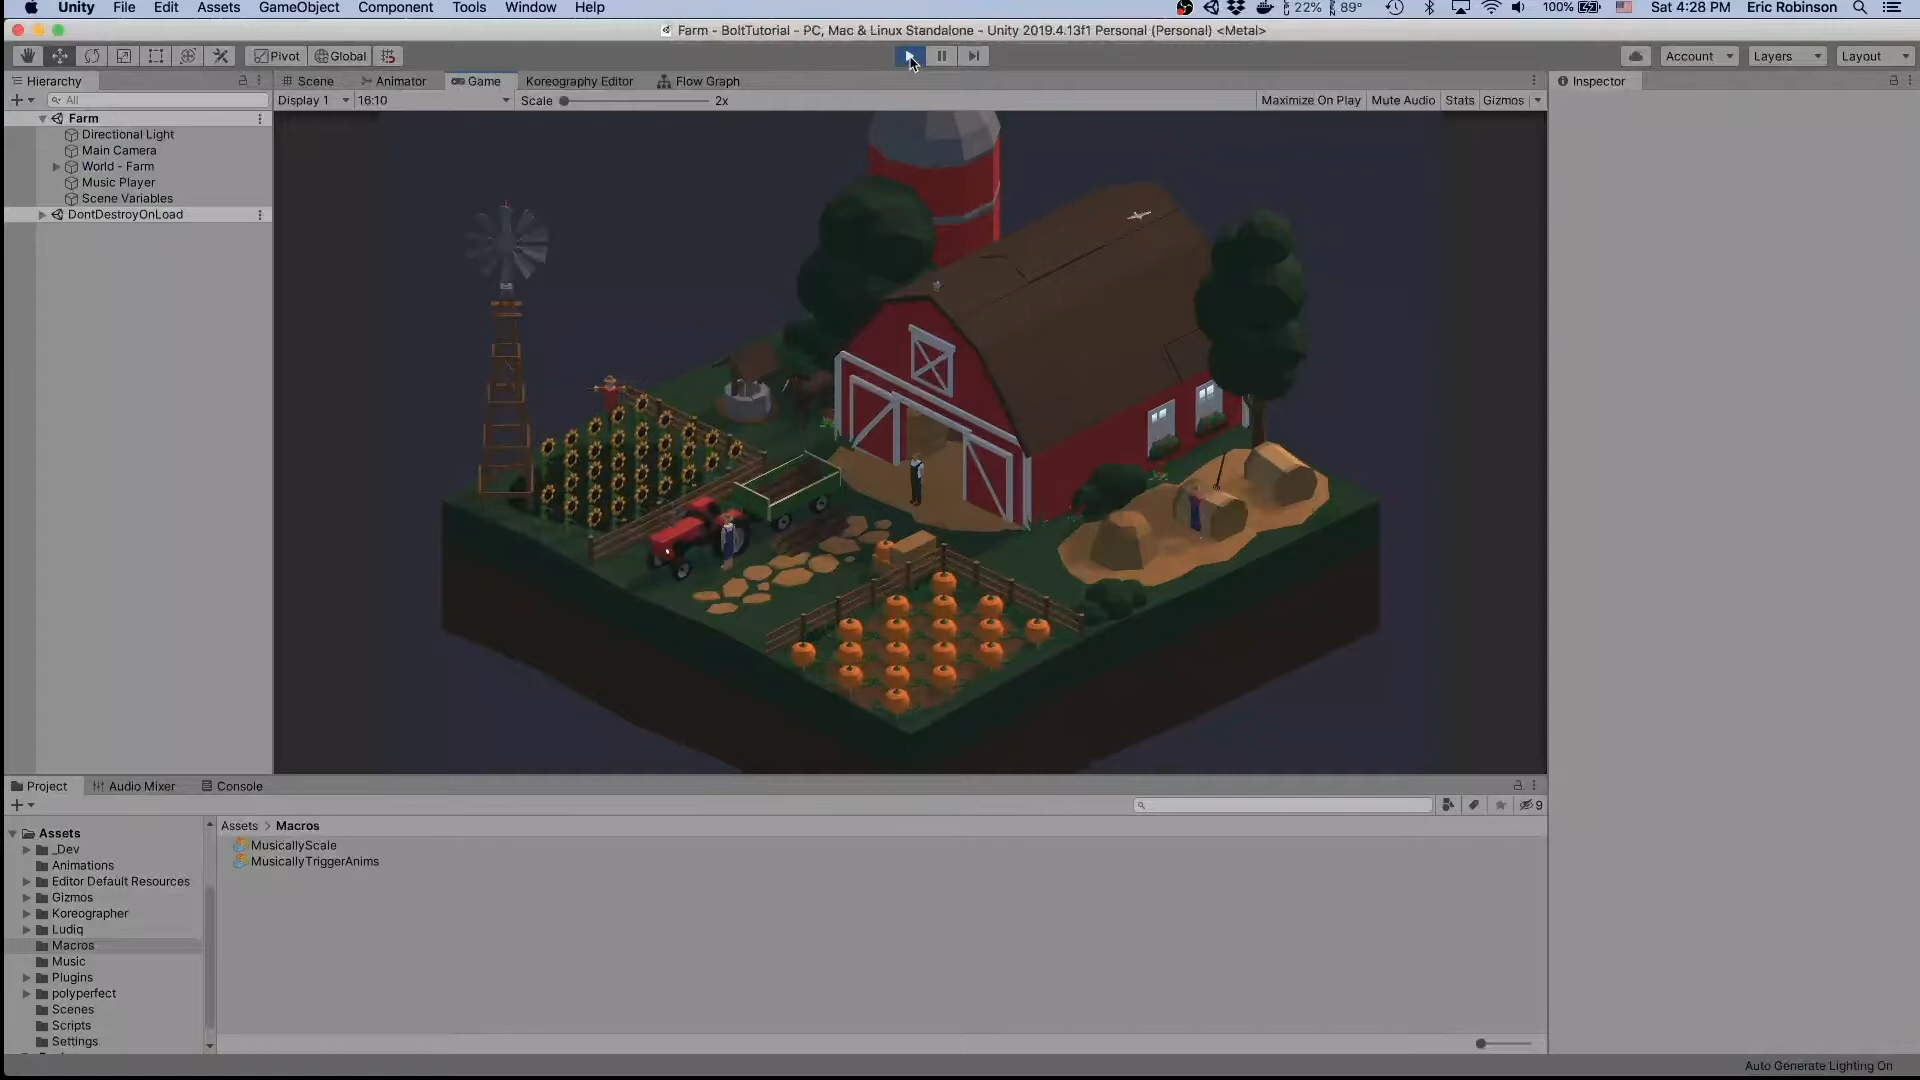 Unity File Edit Assets GameObject Component Tools Window Help 22% 89° 100% Sat 4:28 PM Eric Robinson
Farm - BoltTutorial - PC, Mac & Linux Standalone - Unity 2019.4.13f1 Personal (Personal) <Metal>
Pivot Global Account Layers Layout
Hierarchy Scene Animator Game Koreography Editor Flow Graph Inspector
All Display 1 16:10 Scale 2x Maximize On Play Mute Audio Stats Gizmos
Farm
Directional Light
Main Camera
World - Farm
Music Player
Scene Variables
DontDestroyOnLoad
Project Audio Mixer Console
9
Assets > Macros
Assets
_Dev
Animations
Editor Default Resources
Gizmos
Koreographer
Ludiq
Macros
Music
Plugins
polyperfect
Scenes
Scripts
Settings
MusicallyScale
MusicallyTriggerAnims
Auto Generate Lighting On